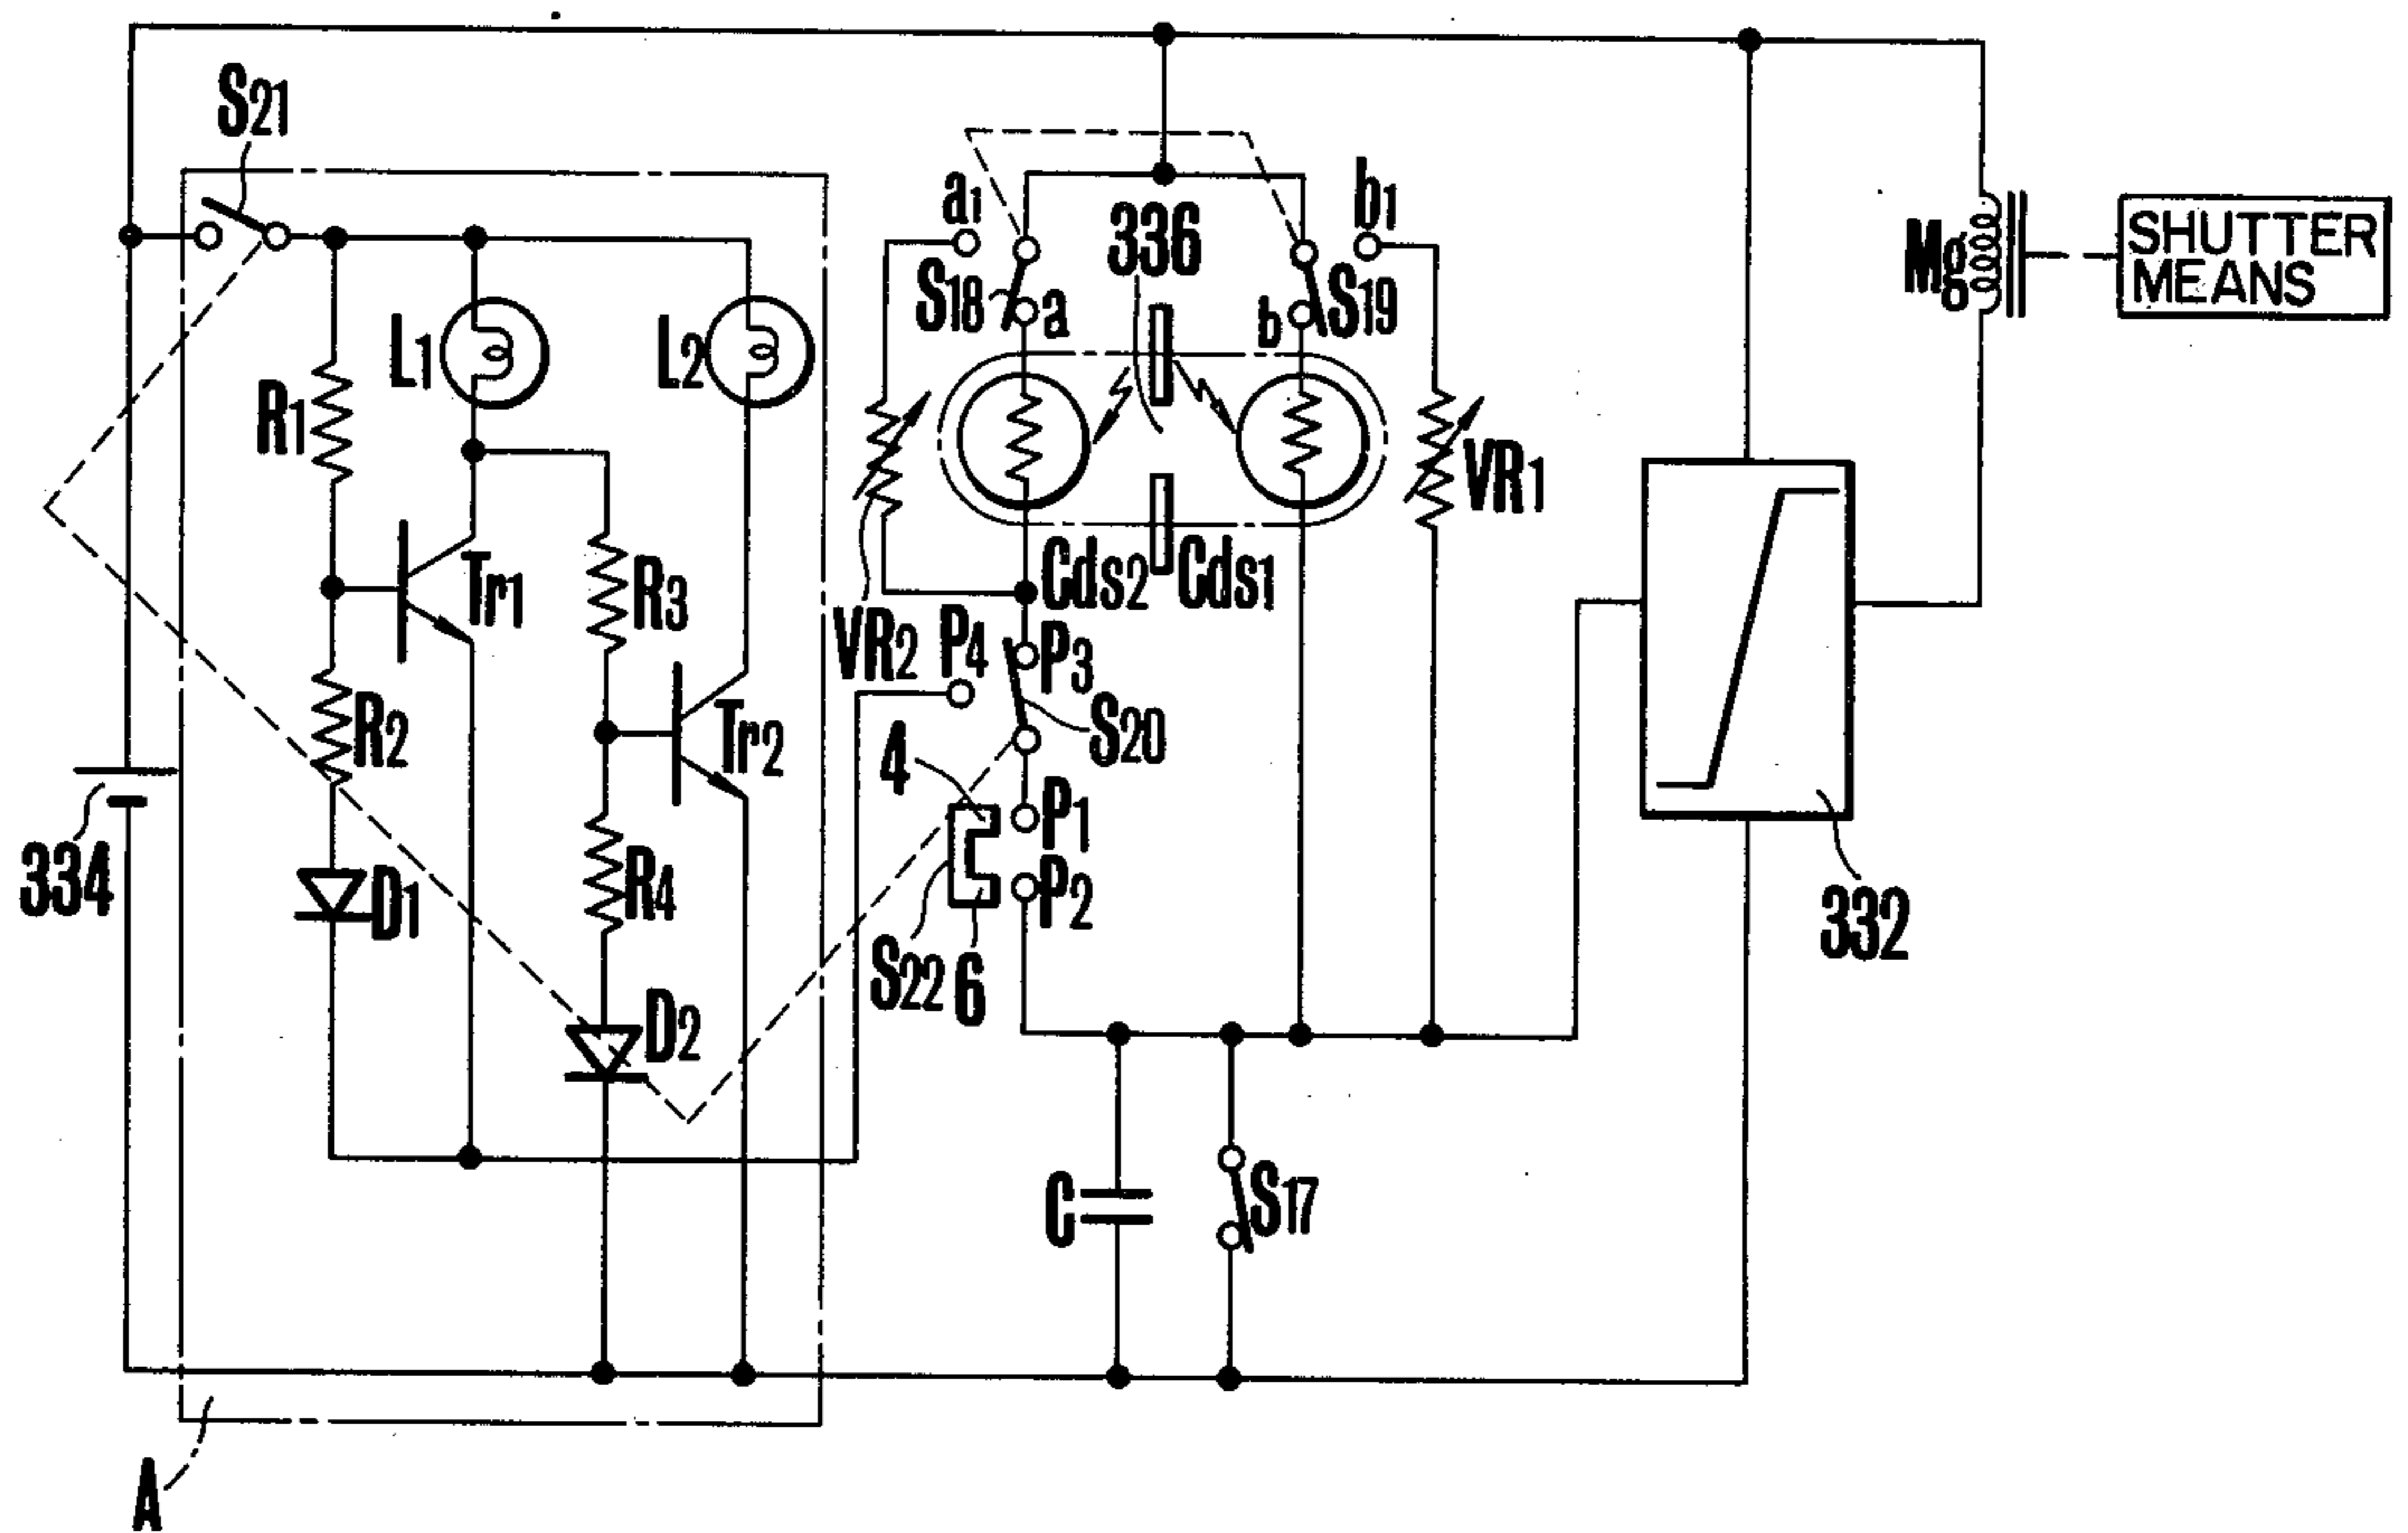 S21
a1
336
b1
S18
a
b
S19
Mg
SHUTTER
MEANS
L1
L2
R1
VR1
Tr1
R3
Cds2
Cds1
VR2
P4
P3
R2
Tr2
4
S20
P1
334
D1
R4
P2
332
S22
6
D2
C
S17
A